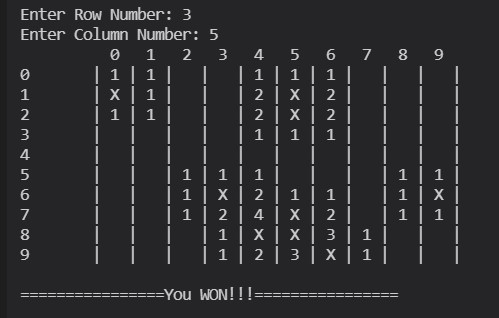 Enter Row Number: 3
Enter Column Number: 5
          0   1   2   3   4   5   6   7   8   9
0       | 1 | 1 |   |   | 1 | 1 | 1 |   |   |   |
1       | X | 1 |   |   | 2 | X | 2 |   |   |   |
2       | 1 | 1 |   |   | 2 | X | 2 |   |   |   |
3       |   |   |   |   | 1 | 1 | 1 |   |   |   |
4       |   |   |   |   |   |   |   |   |   |   |
5       |   |   | 1 | 1 | 1 |   |   |   | 1 | 1 |
6       |   |   | 1 | X | 2 | 1 | 1 |   | 1 | X |
7       |   |   | 1 | 2 | 4 | X | 2 |   | 1 | 1 |
8       |   |   |   | 1 | X | X | 3 | 1 |   |   |
9       |   |   |   | 1 | 2 | 3 | X | 1 |   |   |
================You WON!!!================